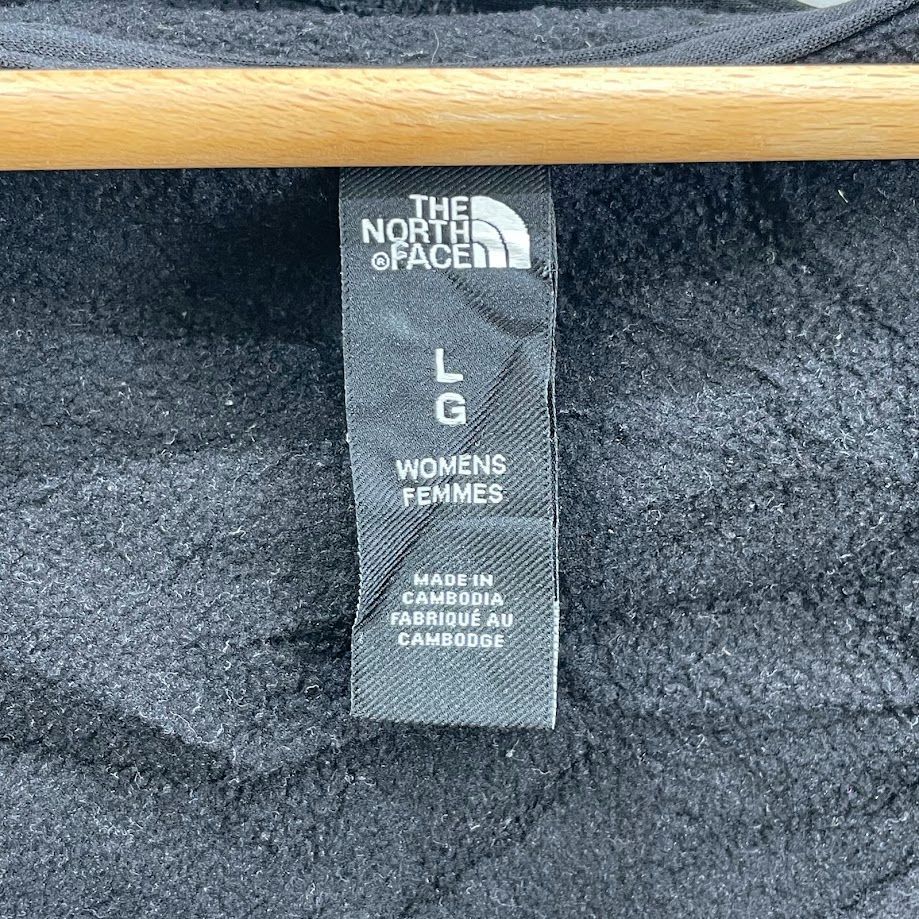 THE
NORTH
®FACE
L
G
WOMENS
FEMMES
MADE IN
CAMBODIA
FABRIQUÉ AU
CAMBODGE